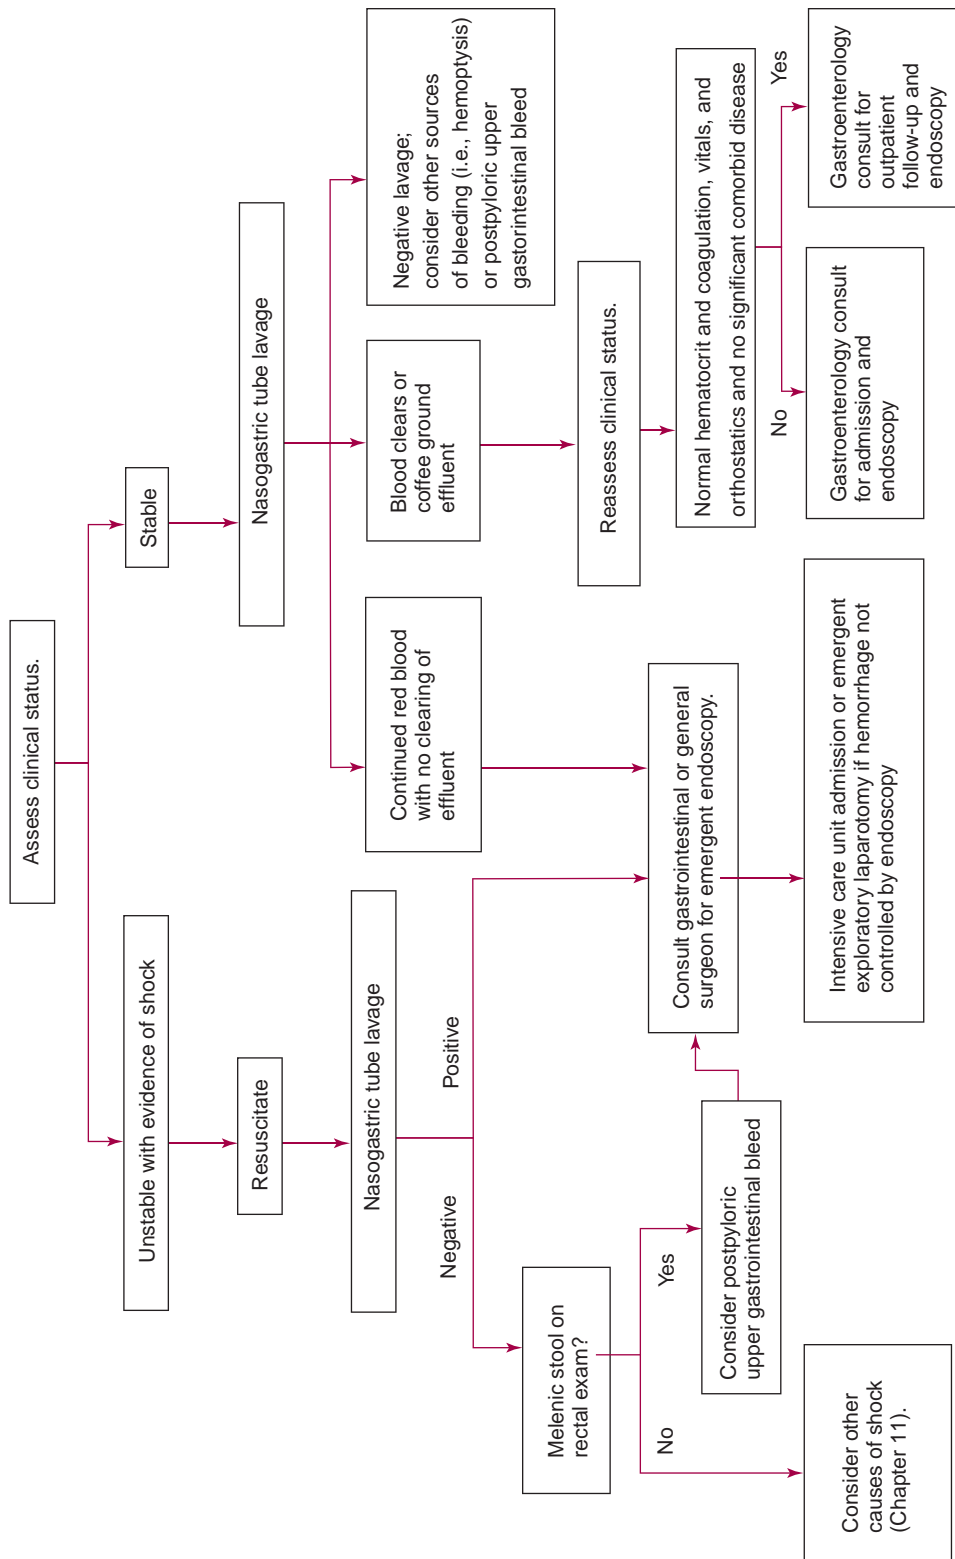 Assess clinical status.
Unstable with evidence of shock
Stable
Resuscitate
Nasogastric tube lavage
Nasogastric tube lavage
Negative
Positive
Continued red blood
with no clearing of
effluent
Blood clears or
coffee ground
effluent
Negative lavage;
consider other sources
of bleeding (i.e., hemoptysis)
or postpyloric upper
gastorintestinal bleed
Melenic stool on
rectal exam?
Reassess clinical status.
No
Yes
Consider postpyloric
upper gastrointestinal bleed
Consult gastrointestinal or general
surgeon for emergent endoscopy.
Normal hematocrit and coagulation, vitals, and
orthostatics and no significant comorbid disease
No
Yes
Consider other
causes of shock
(Chapter 11).
Intensive care unit admission or emergent
exploratory laparotomy if hemorrhage not
controlled by endoscopy
Gastroenterology consult
for admission and
endoscopy
Gastroenterology
consult for
outpatient
follow-up and
endoscopy